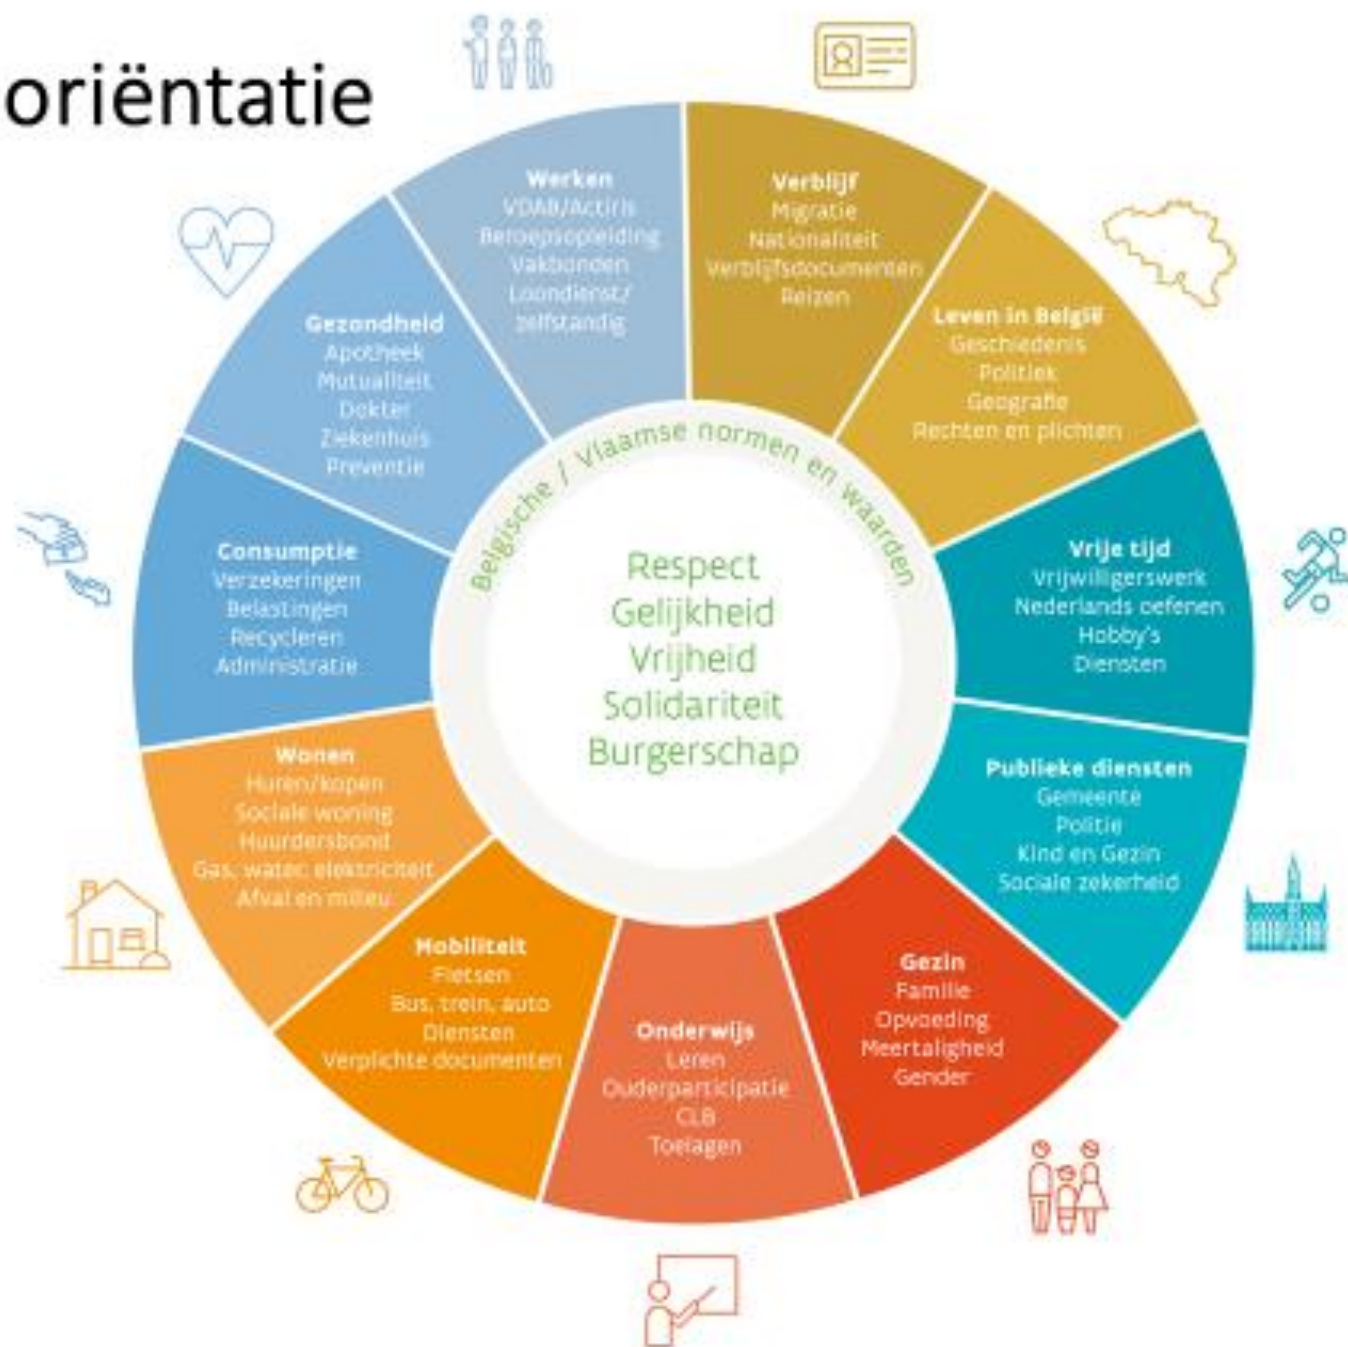 oriëntatie
Werken
VDAB/Actiris
Beroepsopleiding
Vakbonden
Loondienst/
zelfstandig
Verblijf
Migratie
Nationaliteit
Verblijfsdocumenten
Reizen
Leven in België
Geschiedenis
Politiek
Geografie
Rechten en plichten
Vrije tijd
Vrijwilligerswerk
Nederlands oefenen
Hobby's
Diensten
Publieke diensten
Gemeente
Politie
Kind en Gezin
Sociale zekerheid
Gezin
Familie
Opvoeding
Meertaligheid
Gender
Onderwijs
Leren
Ouderparticipatie
CLB
Toelagen
Mobiliteit
Fietsen
Bus, trein, auto
Diensten
Verplichte documenten
Wonen
Huren/kopen
Sociale woning
Huurdersbond
Gas, water, elektriciteit
Afval en milieu
Consumptie
Verzekeringen
Belastingen
Recycleren
Administratie
Gezondheid
Apotheek
Mutualiteit
Dokter
Ziekenhuis
Preventie
Belgische / Vlaamse normen en waarden
Respect
Gelijkheid
Vrijheid
Solidariteit
Burgerschap